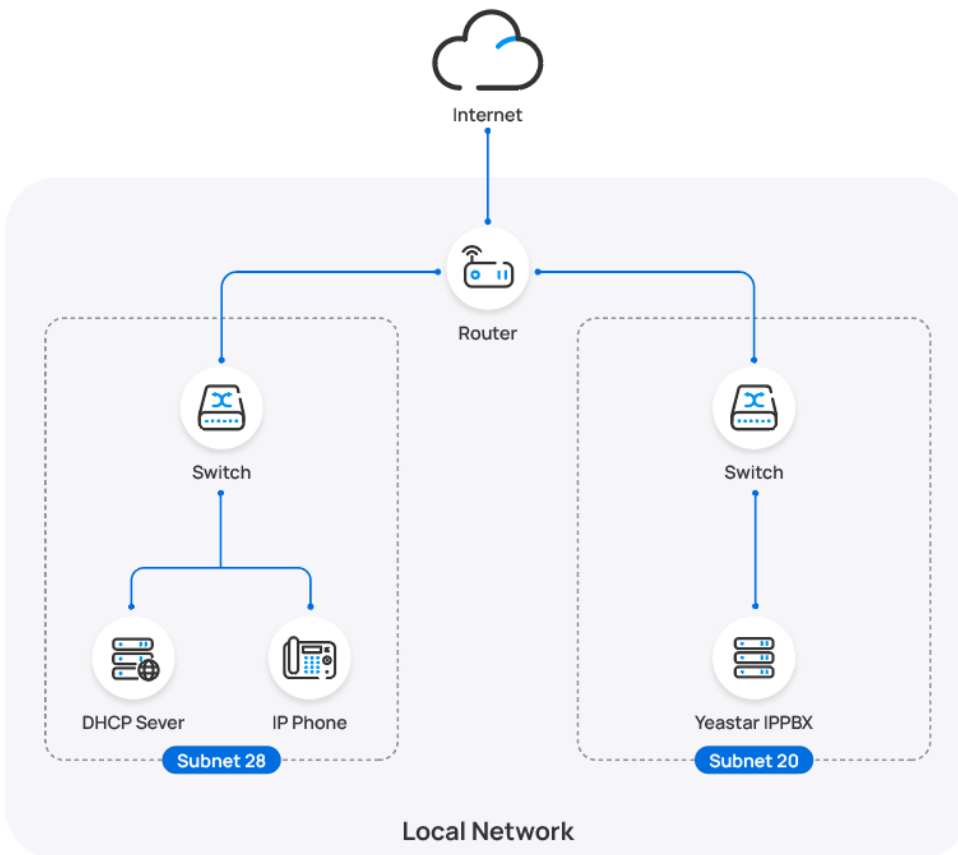 Internet
Router
Switch
Switch
DHCP Sever
IP Phone
Yeastar IPPBX
Subnet 28
Subnet 20
Local Network